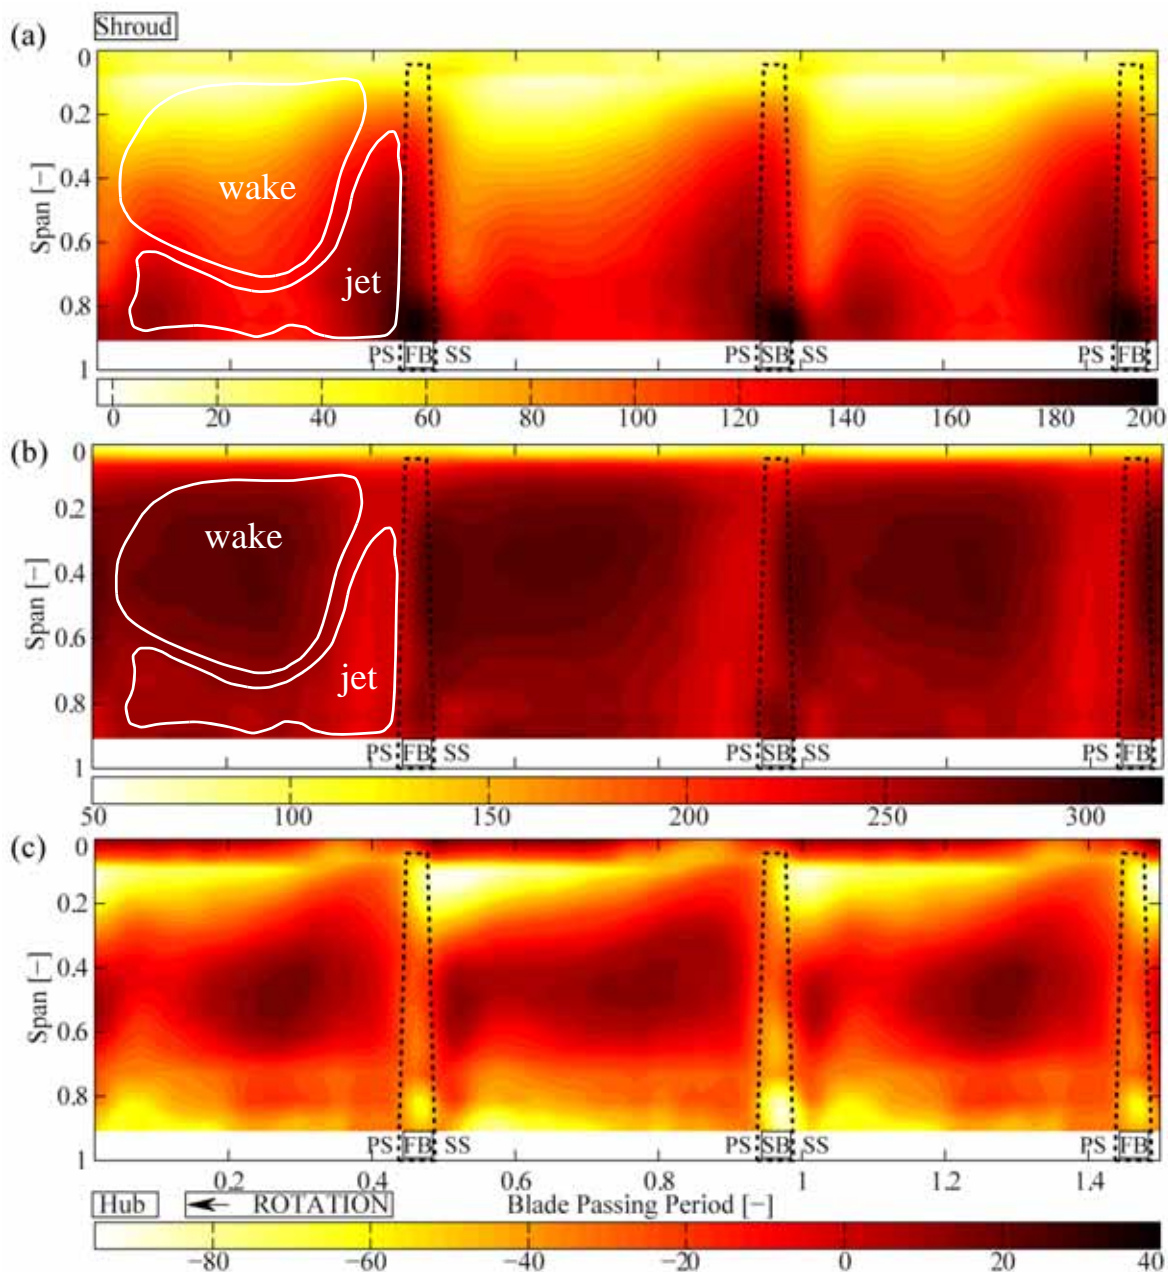 (a)
Shroud
0
0.2
0.4
0.6
0.8
1
Span [−]
wake
jet
PS FB SS
PS SB SS
PS FB
0 20 40 60 80 100 120 140 160 180 200
(b)
0
0.2
0.4
0.6
0.8
1
Span [−]
wake
jet
PS FB SS
PS SB SS
PS FB
50 100 150 200 250 300
(c)
0
0.2
0.4
0.6
0.8
1
Span [−]
PS FB SS
PS SB SS
PS FB
0.2 0.4 0.6 0.8 1 1.2 1.4
Hub
ROTATION
Blade Passing Period [−]
−80 −60 −40 −20 0 20 40